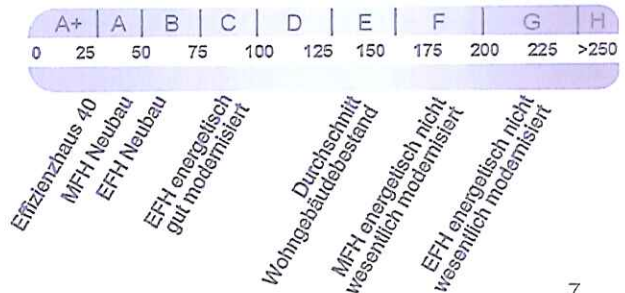 A+ | A | B | C | D | E | F | G | H
0 25 50 75 100 125 150 175 200 225 >250
Effizienzhaus 40
MFH Neubau
EFH Neubau
EFH energetisch
gut modernisiert
Durchschnitt
Wohngebäudebestand
MFH energetisch nicht
wesentlich modernisiert
EFH energetisch nicht
wesentlich modernisiert
7